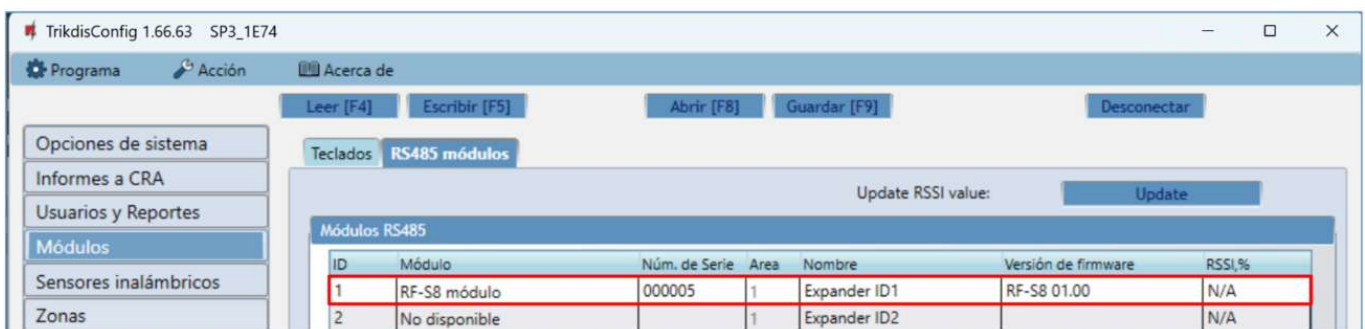 TrikdisConfig 1.66.63 SP3_1E74
Programa Acción Acerca de
Leer [F4] Escribir [F5] Abrir [F8] Guardar [F9] Desconectar
Opciones de sistema
Informes a CRA
Usuarios y Reportes
Módulos
Sensores inalámbricos
Zonas
Teclados RS485 módulos
Update RSSI value: Update
Módulos RS485
ID Módulo Núm. de Serie Area Nombre Versión de firmware RSSI,%
1 RF-S8 módulo 000005 1 Expander ID1 RF-S8 01.00 N/A
2 No disponible 1 Expander ID2 N/A